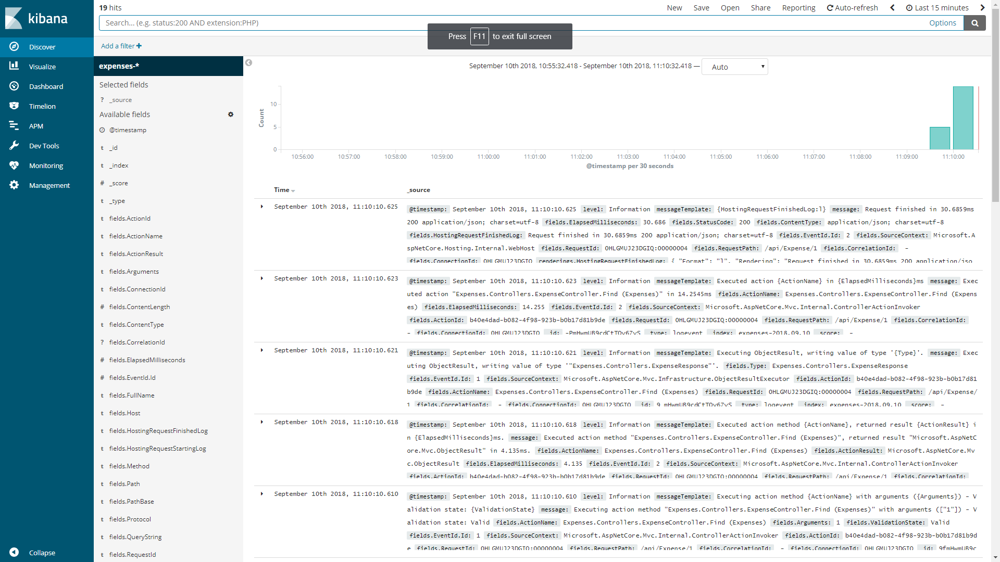 19 hits
New Save Open Share Reporting Auto-refresh Last 15 minutes
kibana
Search... (e.g. status:200 AND extension:PHP)
Options
Press F11 to exit full screen
Add a filter
Discover
Visualize
Dashboard
Timelion
APM
Dev Tools
Monitoring
Management
Collapse
expenses-*
Selected fields
? _source
Available fields
@timestamp
t _id
t _index
# _score
t _type
t fields.ActionId
t fields.ActionName
t fields.ActionResult
t fields.Arguments
t fields.ConnectionId
# fields.ContentLength
t fields.ContentType
? fields.CorrelationId
# fields.ElapsedMilliseconds
# fields.EventId.Id
t fields.FullName
t fields.Host
t fields.HostingRequestFinishedLog
t fields.HostingRequestStartingLog
t fields.Method
t fields.Path
t fields.PathBase
t fields.Protocol
t fields.QueryString
t fields.RequestId
September 10th 2018, 10:55:32.418 - September 10th 2018, 11:10:32.418 — Auto
Count
10
5
0
10:56:00 10:57:00 10:58:00 10:59:00 11:00:00 11:01:00 11:02:00 11:03:00 11:04:00 11:05:00 11:06:00 11:07:00 11:08:00 11:09:00 11:10:00
@timestamp per 30 seconds
Time _source
September 10th 2018, 11:10:10.625
@timestamp: September 10th 2018, 11:10:10.625 level: Information messageTemplate: {HostingRequestFinishedLog:l} message: Request finished in 30.6859ms
200 application/json; charset=utf-8 fields.ElapsedMilliseconds: 30.686 fields.StatusCode: 200 fields.ContentType: application/json; charset=utf-8
fields.HostingRequestFinishedLog: Request finished in 30.6859ms 200 application/json; charset=utf-8 fields.EventId.Id: 2 fields.SourceContext: Microsoft.A
spNetCore.Hosting.Internal.WebHost fields.RequestId: 0HLGMUJ23DGIQ:00000004 fields.RequestPath: /api/Expense/1 fields.CorrelationId: -
fields.ConnectionId: 0HLGMUJ23DGIQ renderings.HostingRequestFinishedLog: { "Format": "l", "Rendering": "Request finished in 30.6859ms 200 application/jso
September 10th 2018, 11:10:10.623
@timestamp: September 10th 2018, 11:10:10.623 level: Information messageTemplate: Executed action {ActionName} in {ElapsedMilliseconds}ms message: Exec
uted action "Expenses.Controllers.ExpenseController.Find (Expenses)" in 14.2545ms fields.ActionName: Expenses.Controllers.ExpenseController.Find (Expens
es) fields.ElapsedMilliseconds: 14.255 fields.EventId.Id: 2 fields.SourceContext: Microsoft.AspNetCore.Mvc.Internal.ControllerActionInvoker
fields.ActionId: b40e4dad-b082-4f98-923b-b0b17d81b9de fields.RequestId: 0HLGMUJ23DGIQ:00000004 fields.RequestPath: /api/Expense/1 fields.CorrelationId:
- fields.ConnectionId: 0HLGMUJ23DGIQ _id: -PmHwmUB9cdCtTOv6ZyS _type: logevent _index: expenses-2018.09.10 _score: -
September 10th 2018, 11:10:10.621
@timestamp: September 10th 2018, 11:10:10.621 level: Information messageTemplate: Executing ObjectResult, writing value of type '{Type}'. message: Exec
uting ObjectResult, writing value of type '"Expenses.Controllers.ExpenseResponse"'. fields.Type: Expenses.Controllers.ExpenseResponse
fields.EventId.Id: 1 fields.SourceContext: Microsoft.AspNetCore.Mvc.Infrastructure.ObjectResultExecutor fields.ActionId: b40e4dad-b082-4f98-923b-b0b17d81
b9de fields.ActionName: Expenses.Controllers.ExpenseController.Find (Expenses) fields.RequestId: 0HLGMUJ23DGIQ:00000004 fields.RequestPath: /api/Expense/
1 fields.CorrelationId: - fields.ConnectionId: 0HLGMUJ23DGIQ _id: 9_mHwmUB9cdCtTOv6ZyS _type: logevent _index: expenses-2018.09.10 _score: -
September 10th 2018, 11:10:10.618
@timestamp: September 10th 2018, 11:10:10.618 level: Information messageTemplate: Executed action method {ActionName}, returned result {ActionResult} i
n {ElapsedMilliseconds}ms. message: Executed action method "Expenses.Controllers.ExpenseController.Find (Expenses)", returned result "Microsoft.AspNetC
ore.Mvc.ObjectResult" in 4.135ms. fields.ActionName: Expenses.Controllers.ExpenseController.Find (Expenses) fields.ActionResult: Microsoft.AspNetCore.Mv
c.ObjectResult fields.ElapsedMilliseconds: 4.135 fields.EventId.Id: 2 fields.SourceContext: Microsoft.AspNetCore.Mvc.Internal.ControllerActionInvoker
fields.ActionId: b40e4dad-b082-4f98-923b-b0b17d81b9de fields.RequestId: 0HLGMUJ23DGIQ:00000004 fields.RequestPath: /api/Expense/1 fields.CorrelationId:
September 10th 2018, 11:10:10.610
@timestamp: September 10th 2018, 11:10:10.610 level: Information messageTemplate: Executing action method {ActionName} with arguments ({Arguments}) - V
alidation state: {ValidationState} message: Executing action method "Expenses.Controllers.ExpenseController.Find (Expenses)" with arguments (["1"]) - V
alidation state: Valid fields.ActionName: Expenses.Controllers.ExpenseController.Find (Expenses) fields.Arguments: 1 fields.ValidationState: Valid
fields.EventId.Id: 1 fields.SourceContext: Microsoft.AspNetCore.Mvc.Internal.ControllerActionInvoker fields.ActionId: b40e4dad-b082-4f98-923b-b0b17d81b9d
e fields.RequestId: 0HLGMUJ23DGIQ:00000004 fields.RequestPath: /api/Expense/1 fields.CorrelationId: - fields.ConnectionId: 0HLGMUJ23DGIQ _id: 9fmHwmUB9c